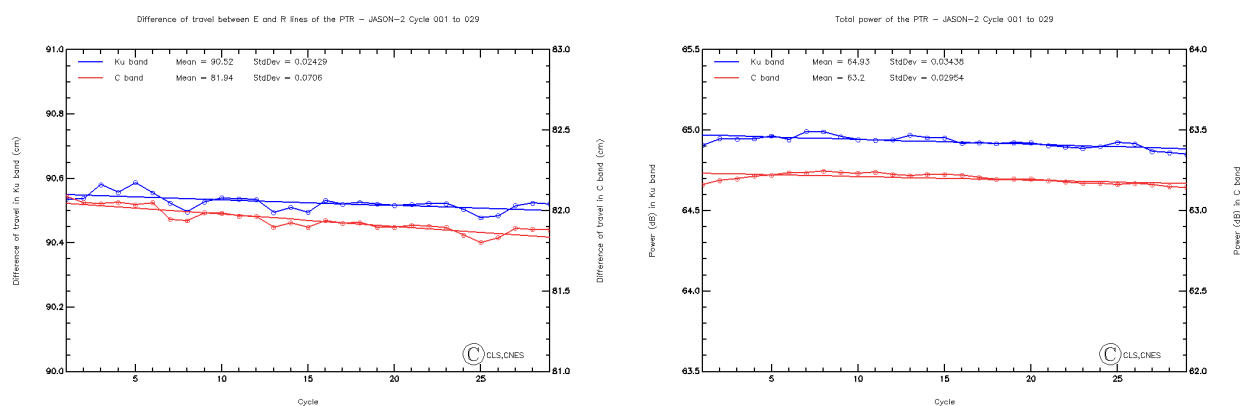 Difference of travel between E and R lines of the PTR - JASON-2 Cycle 001 to 029
Ku band Mean = 90.52 StdDev = 0.02429
C band Mean = 81.94 StdDev = 0.0706
91.0
90.8
90.6
90.4
90.2
90.0
83.0
82.5
82.0
81.5
81.0
5 10 15 20 25
Cycle
Difference of travel in Ku band (cm)
Difference of travel in C band (cm)
© CLS,CNES
Total power of the PTR - JASON-2 Cycle 001 to 029
Ku band Mean = 64.93 StdDev = 0.03438
C band Mean = 63.2 StdDev = 0.02954
65.5
65.0
64.5
64.0
63.5
64.0
63.5
63.0
62.5
62.0
5 10 15 20 25
Cycle
Power (dB) in Ku band
Power (dB) in C band
© CLS,CNES